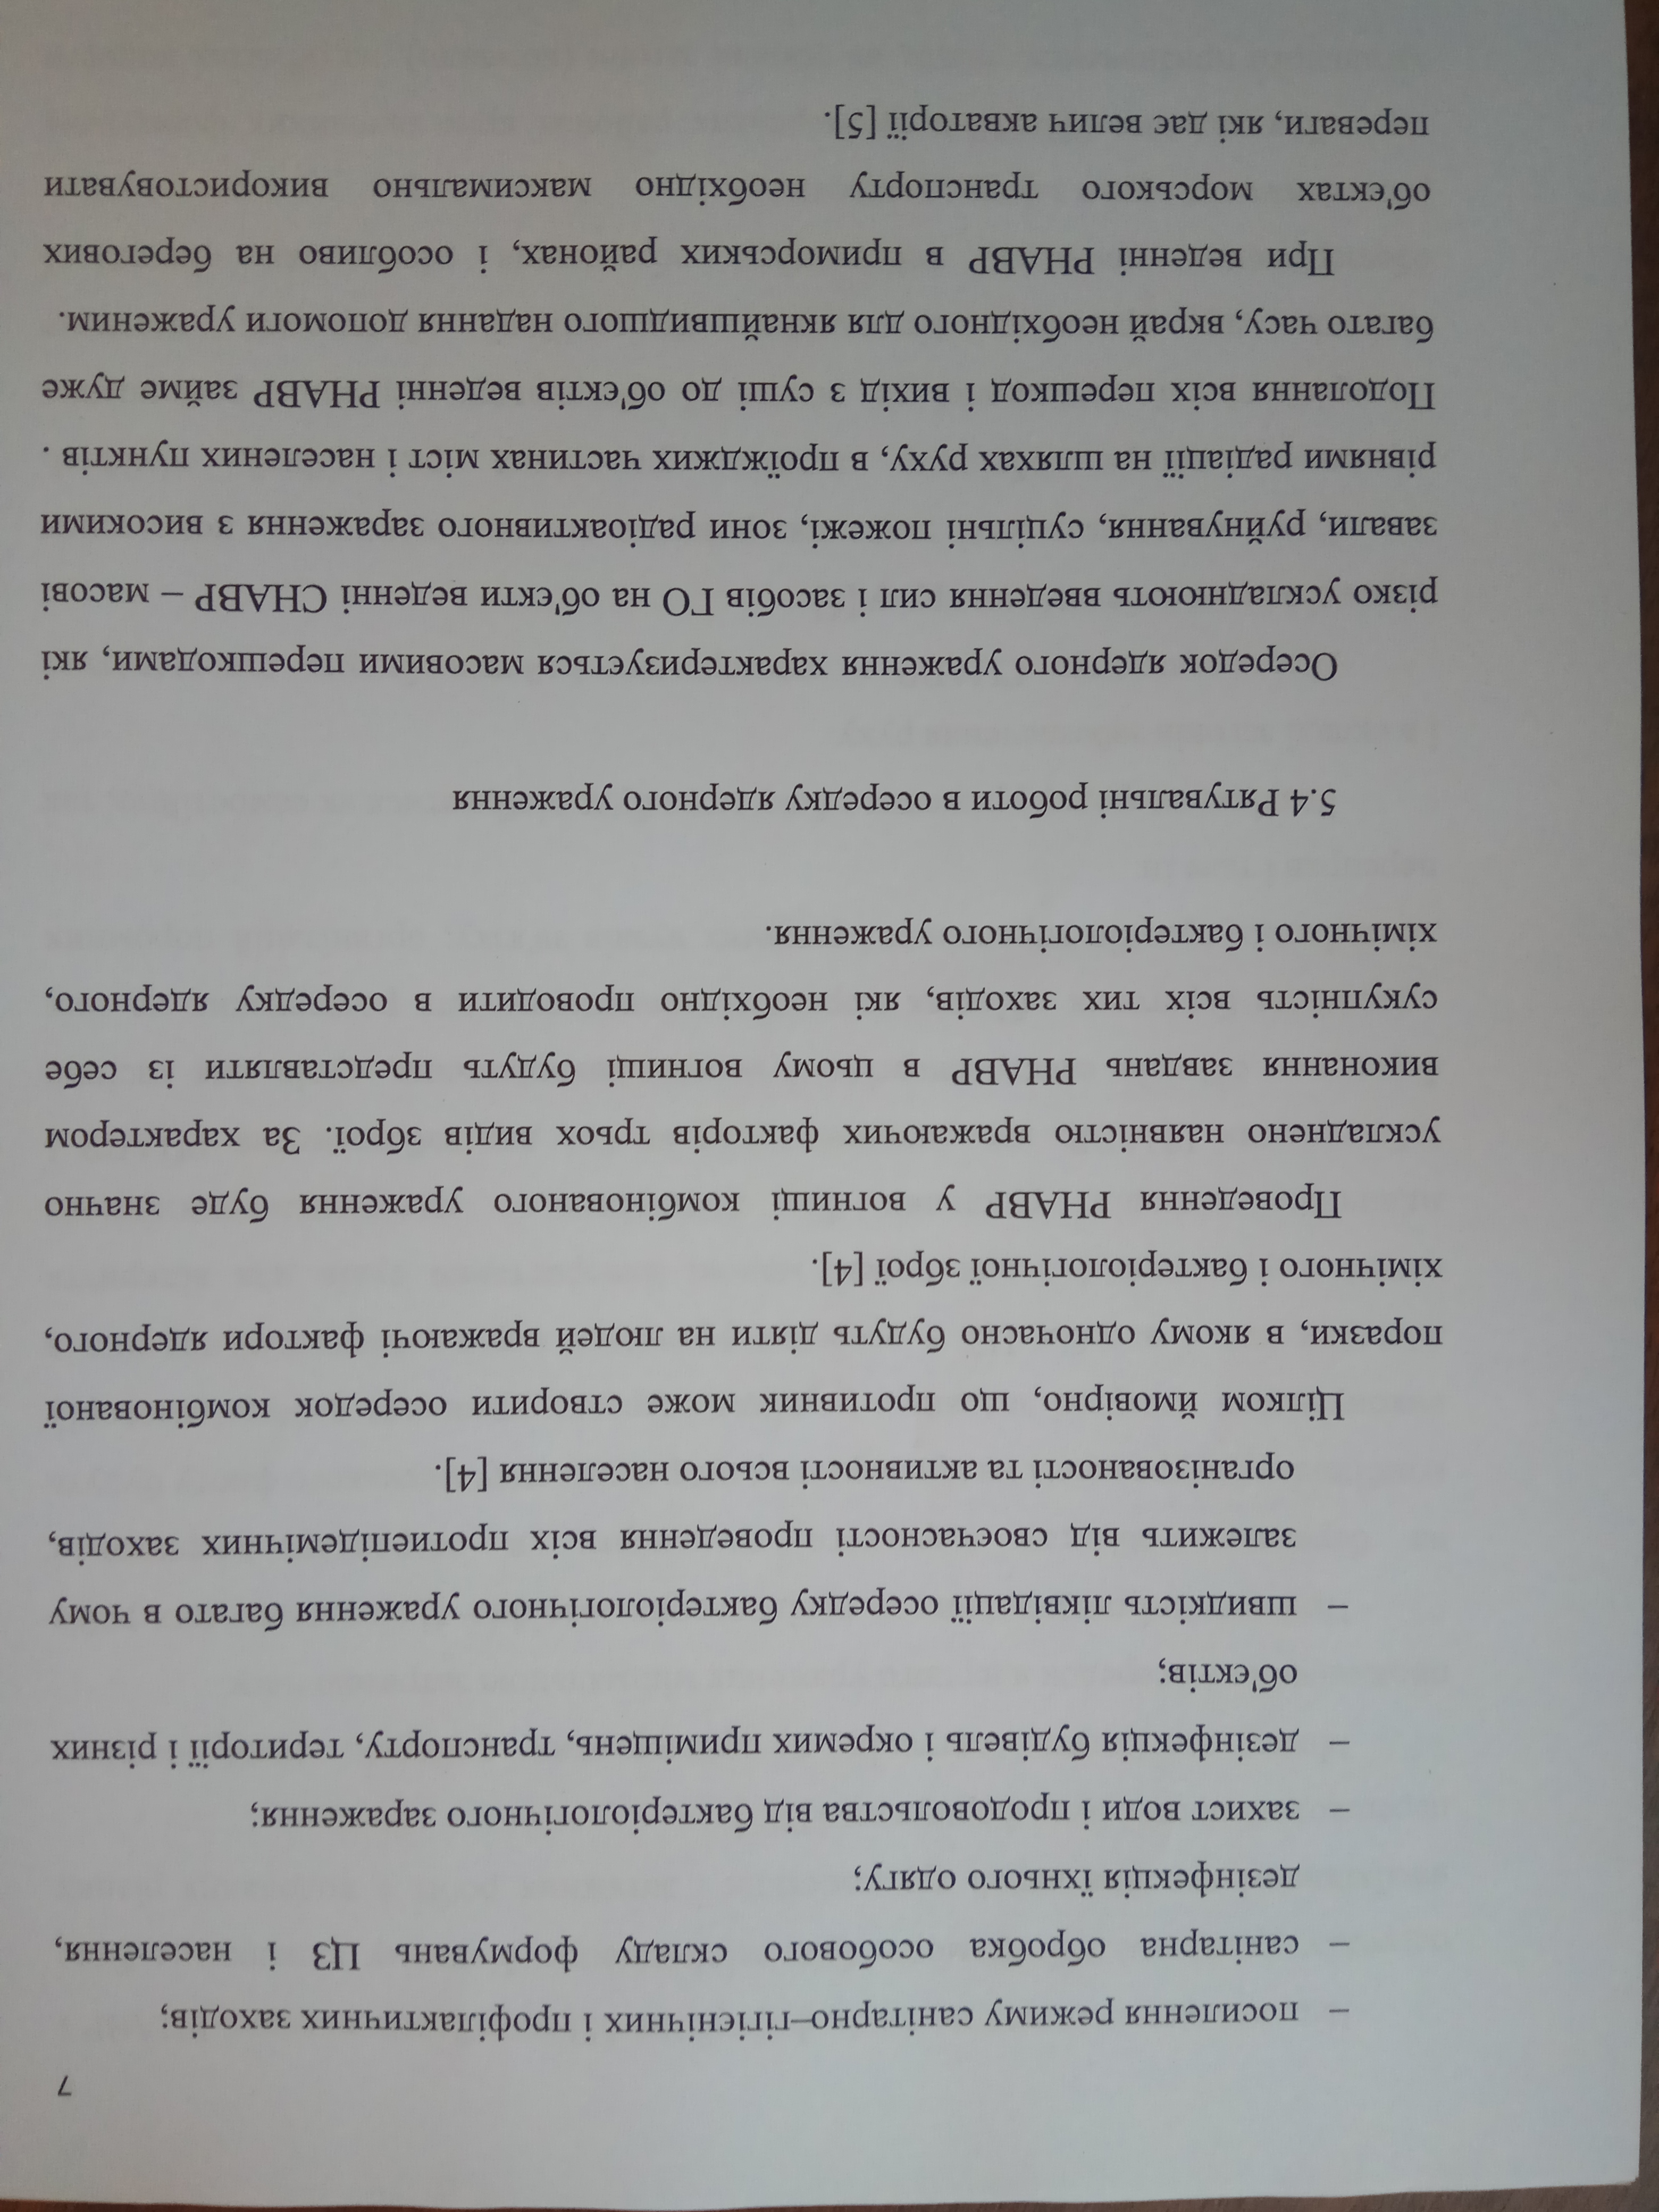 7
– посилення режиму санітарно–гігієнічних і профілактичних заходів;
– санітарна обробка особового складу формувань ЦЗ і населення,
дезінфекція їхнього одягу;
– захист води і продовольства від бактеріологічного зараження;
– дезінфекція будівель і окремих приміщень, транспорту, території і різних
об'єктів;
– швидкість ліквідації осередку бактеріологічного ураження багато в чому
залежить від своєчасності проведення всіх протиепідемічних заходів,
організованості та активності всього населення [4].
Цілком ймовірно, що противник може створити осередок комбінованої
поразки, в якому одночасно будуть діяти на людей вражаючі фактори ядерного,
хімічного і бактеріологічної зброї [4].
Проведення РНАВР у вогнищі комбінованого ураження буде значно
ускладнено наявністю вражаючих факторів трьох видів зброї. За характером
виконання завдань РНАВР в цьому вогнищі будуть представляти із себе
сукупність всіх тих заходів, які необхідно проводити в осередку ядерного,
хімічного і бактеріологічного ураження.
5.4 Рятувальні роботи в осередку ядерного ураження
Осередок ядерного ураження характеризується масовими перешкодами, які
різко ускладнюють введення сил і засобів ГО на об'єкти веденні СНАВР – масові
завали, руйнування, суцільні пожежі, зони радіоактивного зараження з високими
рівнями радіації на шляхах руху, в проїжджих частинах міст і населених пунктів .
Подолання всіх перешкод і вихід з суші до об'єктів веденні РНАВР займе дуже
багато часу, вкрай необхідного для якнайшвидшого надання допомоги ураженим.
При веденні РНАВР в приморських районах, і особливо на берегових
об'єктах морського транспорту необхідно максимально використовувати
переваги, які дає велич акваторії [5].